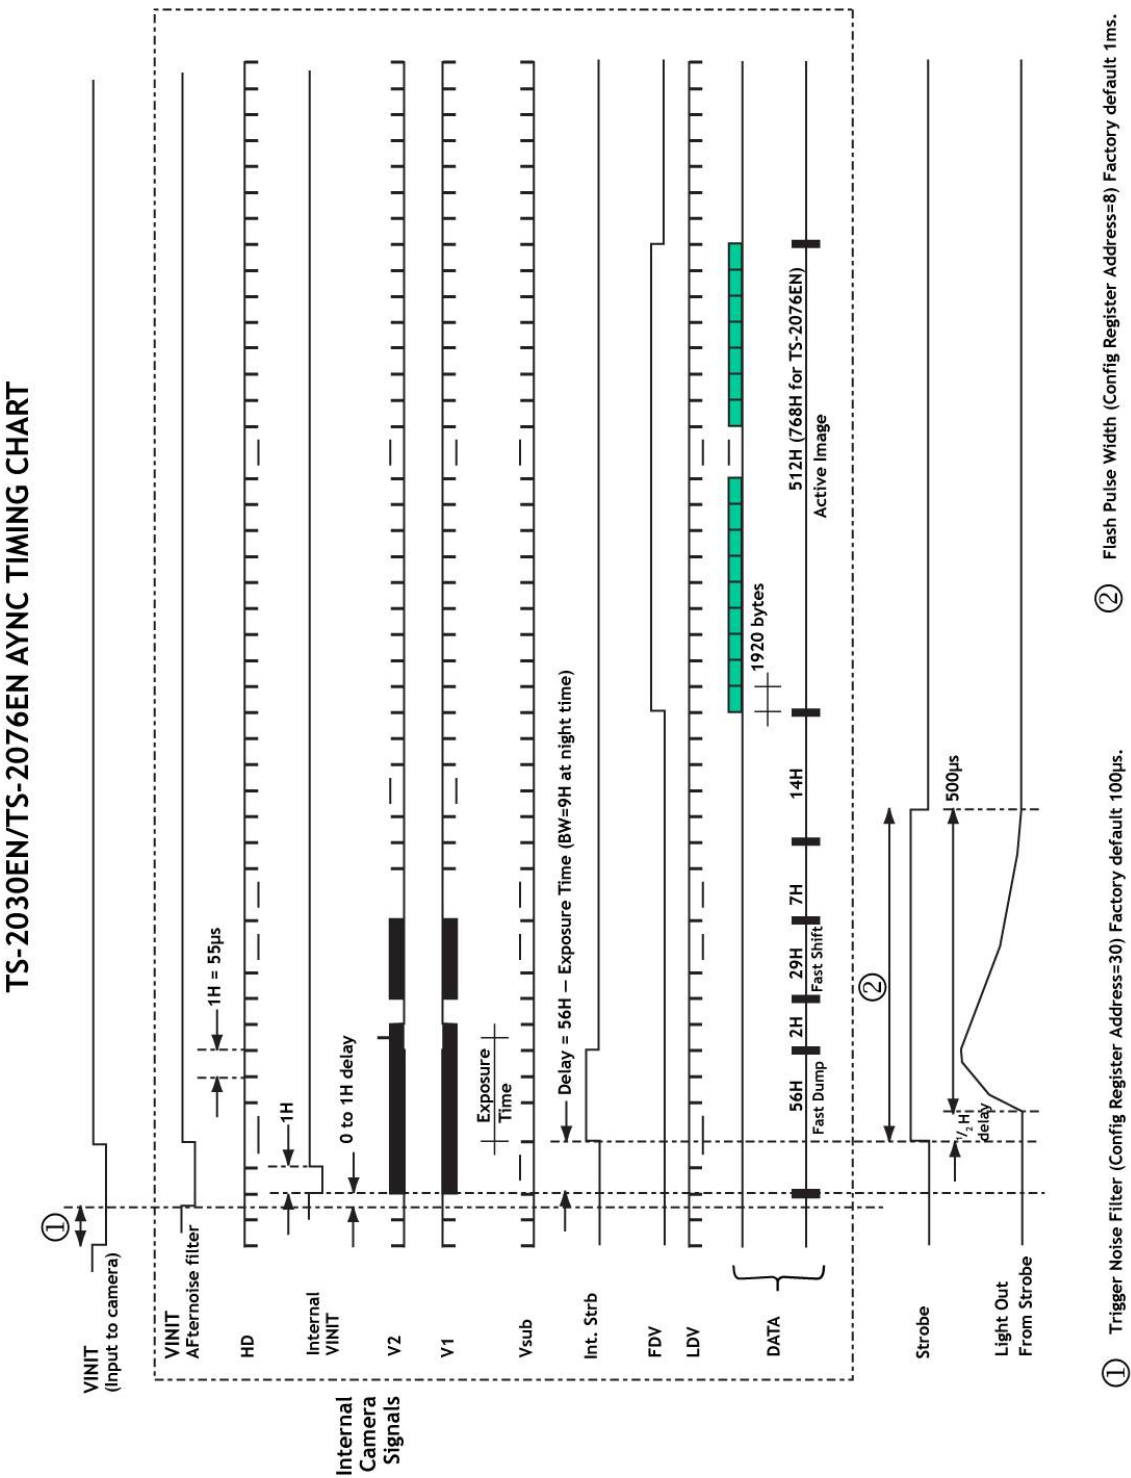 TS-2030EN/TS-2076EN AYNC TIMING CHART
①
VINIT
(Input to camera)
VINIT
AFternoise filter
1H = 55µs
HD
1H
Internal
VINIT
0 to 1H delay
Internal
Camera
Signals
V2
V1
Exposure
Time
Vsub
Delay = 56H – Exposure Time (BW=9H at night time)
Int. Strb
FDV
LDV
1920 bytes
DATA
56H
2H
29H
7H
14H
512H (768H for TS-2076EN)
Fast Dump
Fast Shift
Active Image
②
Strobe
500µs
1/2 H
delay
Light Out
From Strobe
① Trigger Noise Filter (Config Register Address=30) Factory default 100µs.
② Flash Pulse Width (Config Register Address=8) Factory default 1ms.